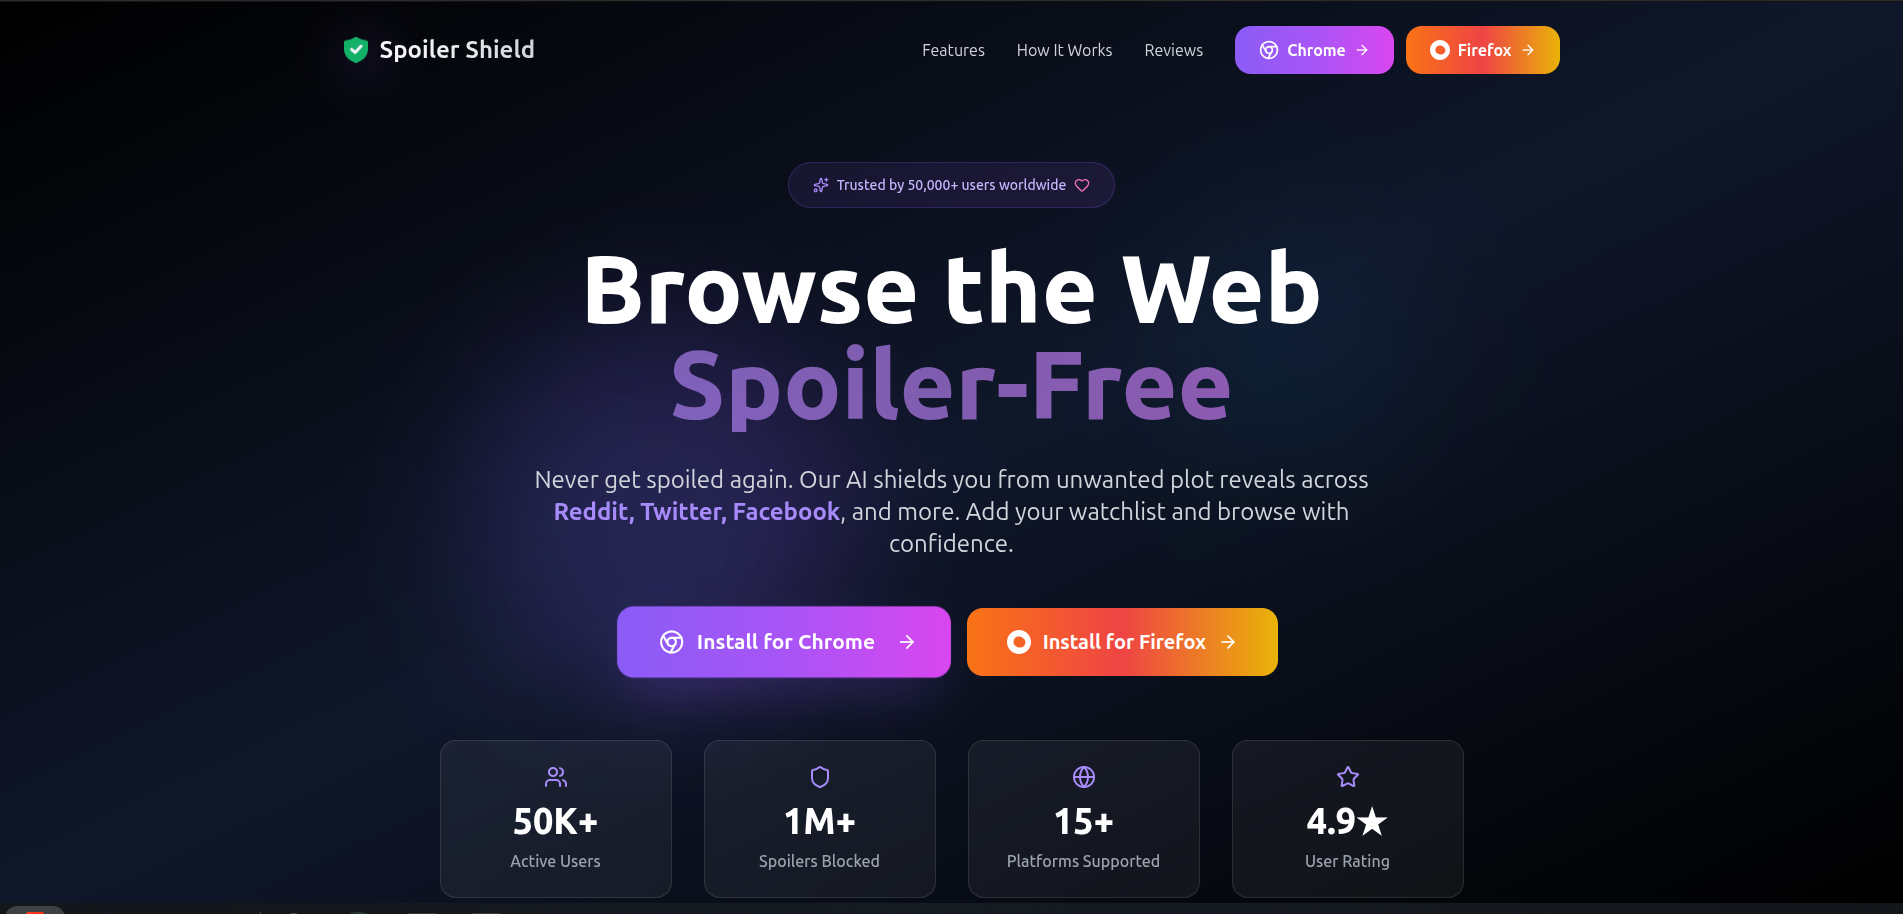 Spoiler Shield
Features
How It Works
Reviews
Chrome →
Firefox →
Trusted by 50,000+ users worldwide
Browse the Web
Spoiler-Free
Never get spoiled again. Our AI shields you from unwanted plot reveals across
Reddit, Twitter, Facebook, and more. Add your watchlist and browse with
confidence.
Install for Chrome →
Install for Firefox →
50K+
Active Users
1M+
Spoilers Blocked
15+
Platforms Supported
4.9★
User Rating